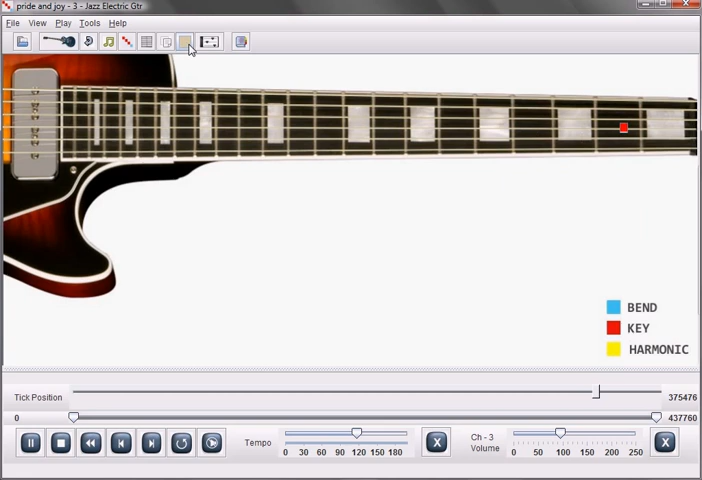 pride and joy - 3 - Jazz Electric Gtr
File View Play Tools Help
BEND
KEY
HARMONIC
Tick Position
375476
0
437760
Tempo
0 30 60 90 120 150 180
X
Ch - 3
Volume
0 50 100 150 200 250
X